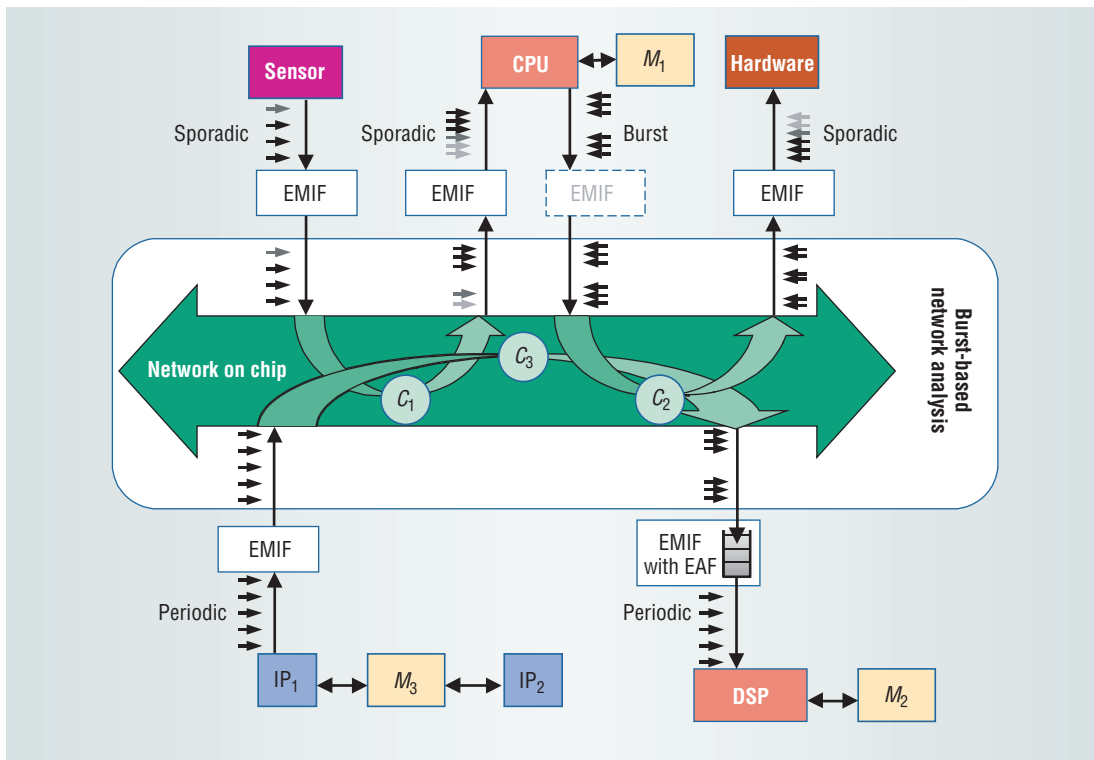 Sensor
CPU
M1
Hardware
Sporadic
Sporadic
Burst
Sporadic
EMIF
EMIF
EMIF
EMIF
Burst-based
network analysis
Network on chip
C1
C3
C2
EMIF
EMIF
with EAF
Periodic
Periodic
IP1
M3
IP2
DSP
M2